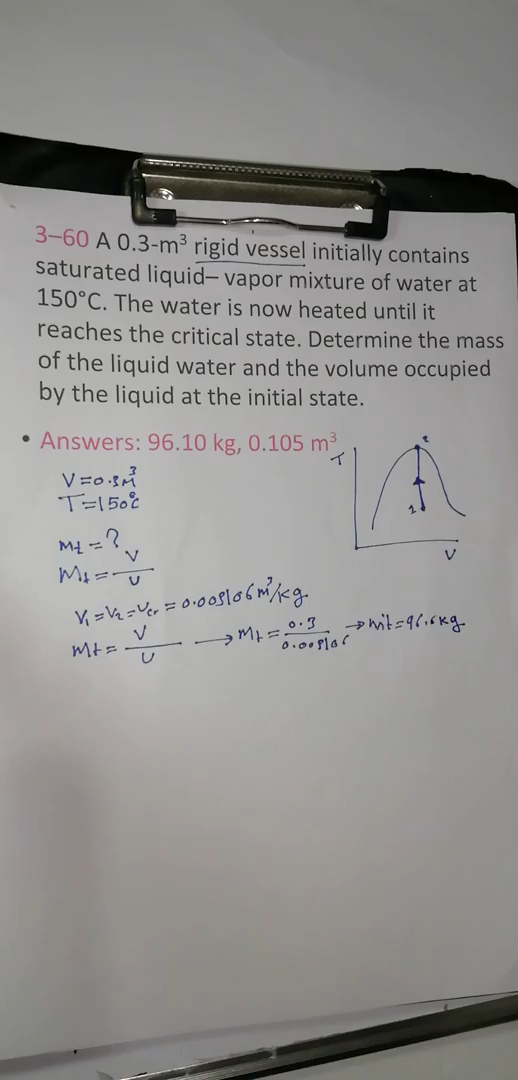 3–60 A 0.3-m³ rigid vessel initially contains
saturated liquid– vapor mixture of water at
150°C. The water is now heated until it
reaches the critical state. Determine the mass
of the liquid water and the volume occupied
by the liquid at the initial state.
• Answers: 96.10 kg, 0.105 m³
V=0.3M³
T=150°C
T
2
1
V
Mt=?
Mt=V/υ
V₁=V₂=Vcr=0.003106m³/kg
Mt=V/υ → Mt=0.3/0.003106 → mt=96.6kg